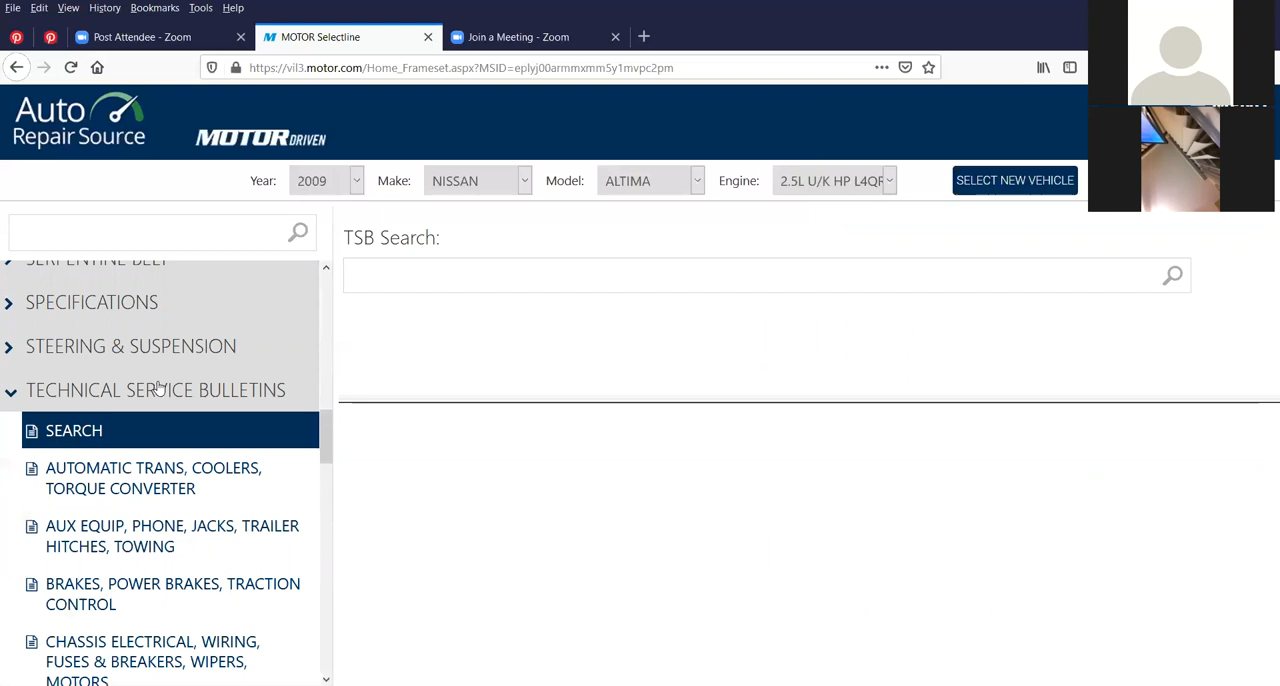 File Edit View History Bookmarks Tools Help
Post Attendee - Zoom
MOTOR Selectline
Join a Meeting - Zoom
https://vil3.motor.com/Home_Frameset.aspx?MSID=eplyj00armmxmm5y1mvpc2pm
Auto
Repair Source
MOTOR DRIVEN
Year: 2009 Make: NISSAN Model: ALTIMA Engine: 2.5L U/K HP L4QF
SELECT NEW VEHICLE
TSB Search:
SERPENTINE BELT
SPECIFICATIONS
STEERING & SUSPENSION
TECHNICAL SERVICE BULLETINS
SEARCH
AUTOMATIC TRANS, COOLERS,
TORQUE CONVERTER
AUX EQUIP, PHONE, JACKS, TRAILER
HITCHES, TOWING
BRAKES, POWER BRAKES, TRACTION
CONTROL
CHASSIS ELECTRICAL, WIRING,
FUSES & BREAKERS, WIPERS,
MOTORS